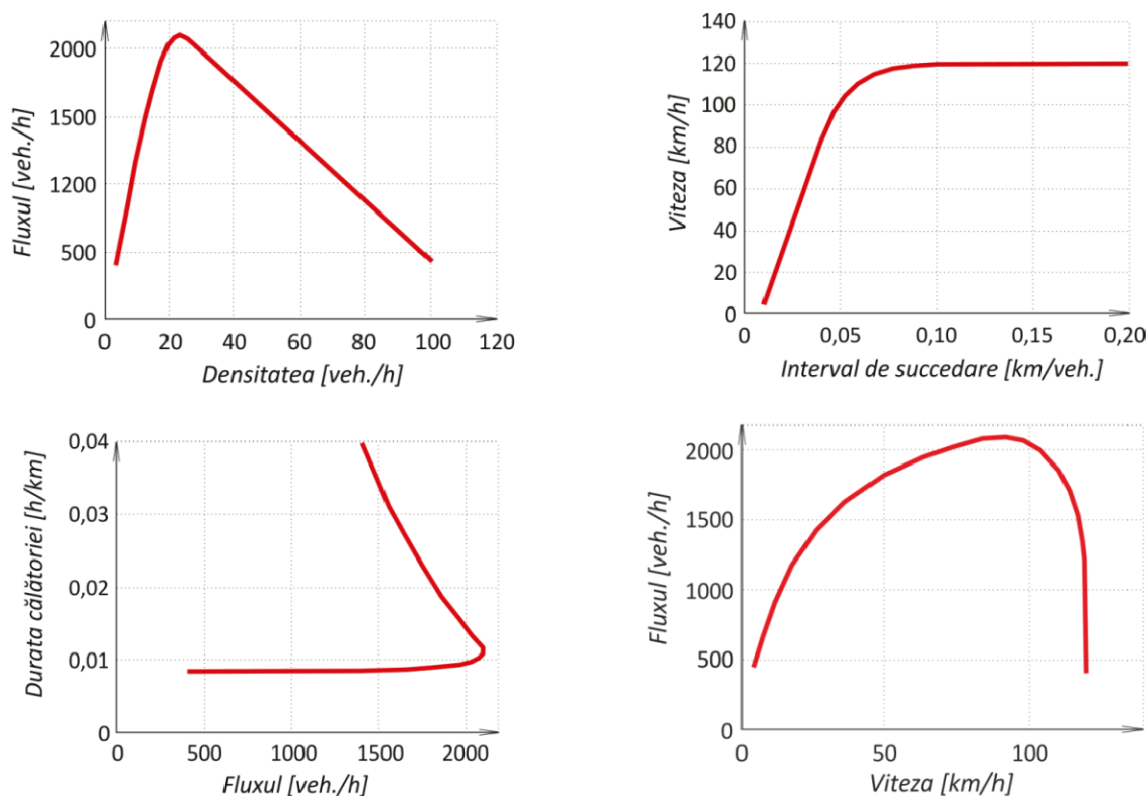 Fluxul [veh./h]
2000
1500
1200
500
0
0 20 40 60 80 100 120
Densitatea [veh./h]
Viteza [km/h]
140
120
100
80
60
40
20
0
0 0,05 0,10 0,15 0,20
Interval de succedare [km/veh.]
Durata călătoriei [h/km]
0,04
0,03
0,02
0,01
0
0 500 1000 1500 2000
Fluxul [veh./h]
Fluxul [veh./h]
2000
1500
1000
500
0
0 50 100
Viteza [km/h]